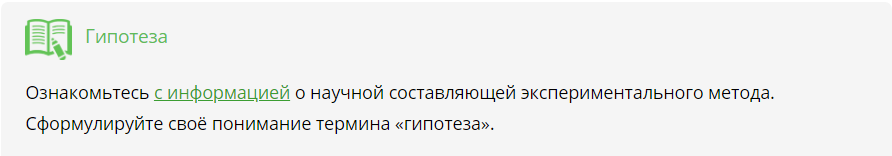 Гипотеза
Ознакомьтесь с информацией о научной составляющей экспериментального метода.
Сформулируйте своё понимание термина «гипотеза».